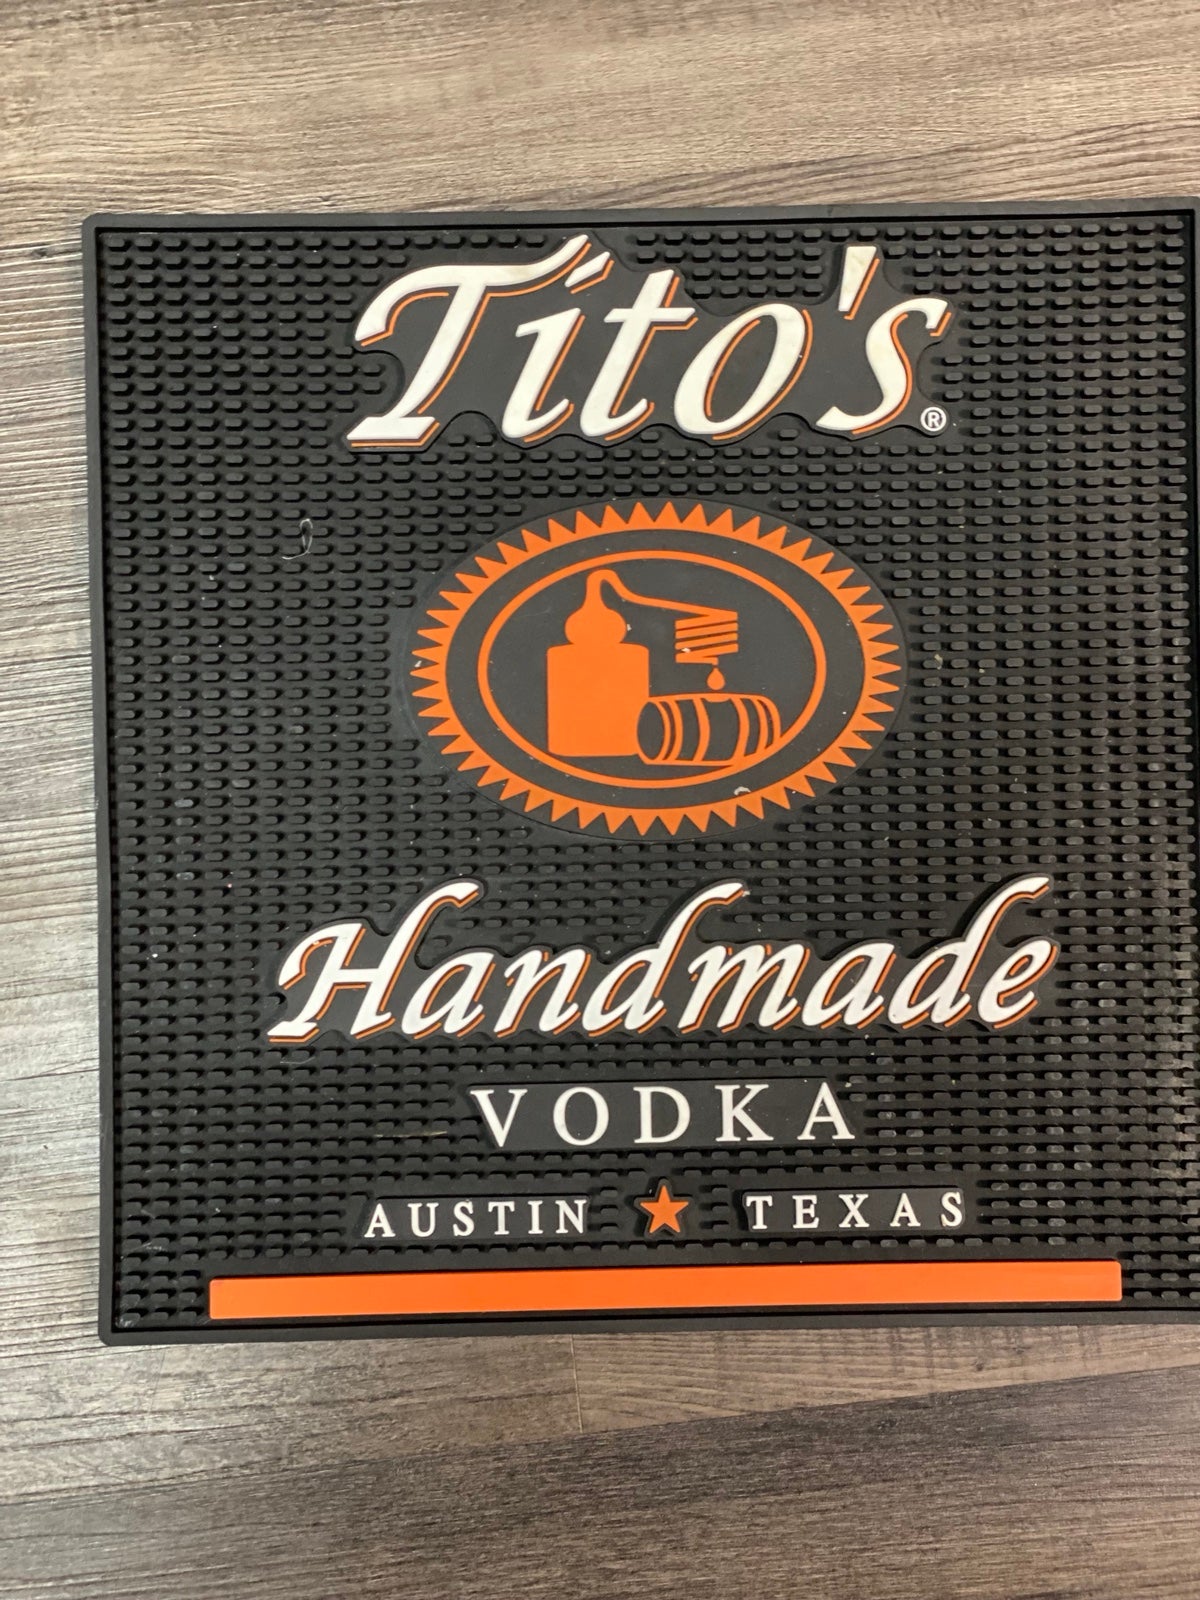 Tito's®
Handmade
VODKA
AUSTIN ★ TEXAS